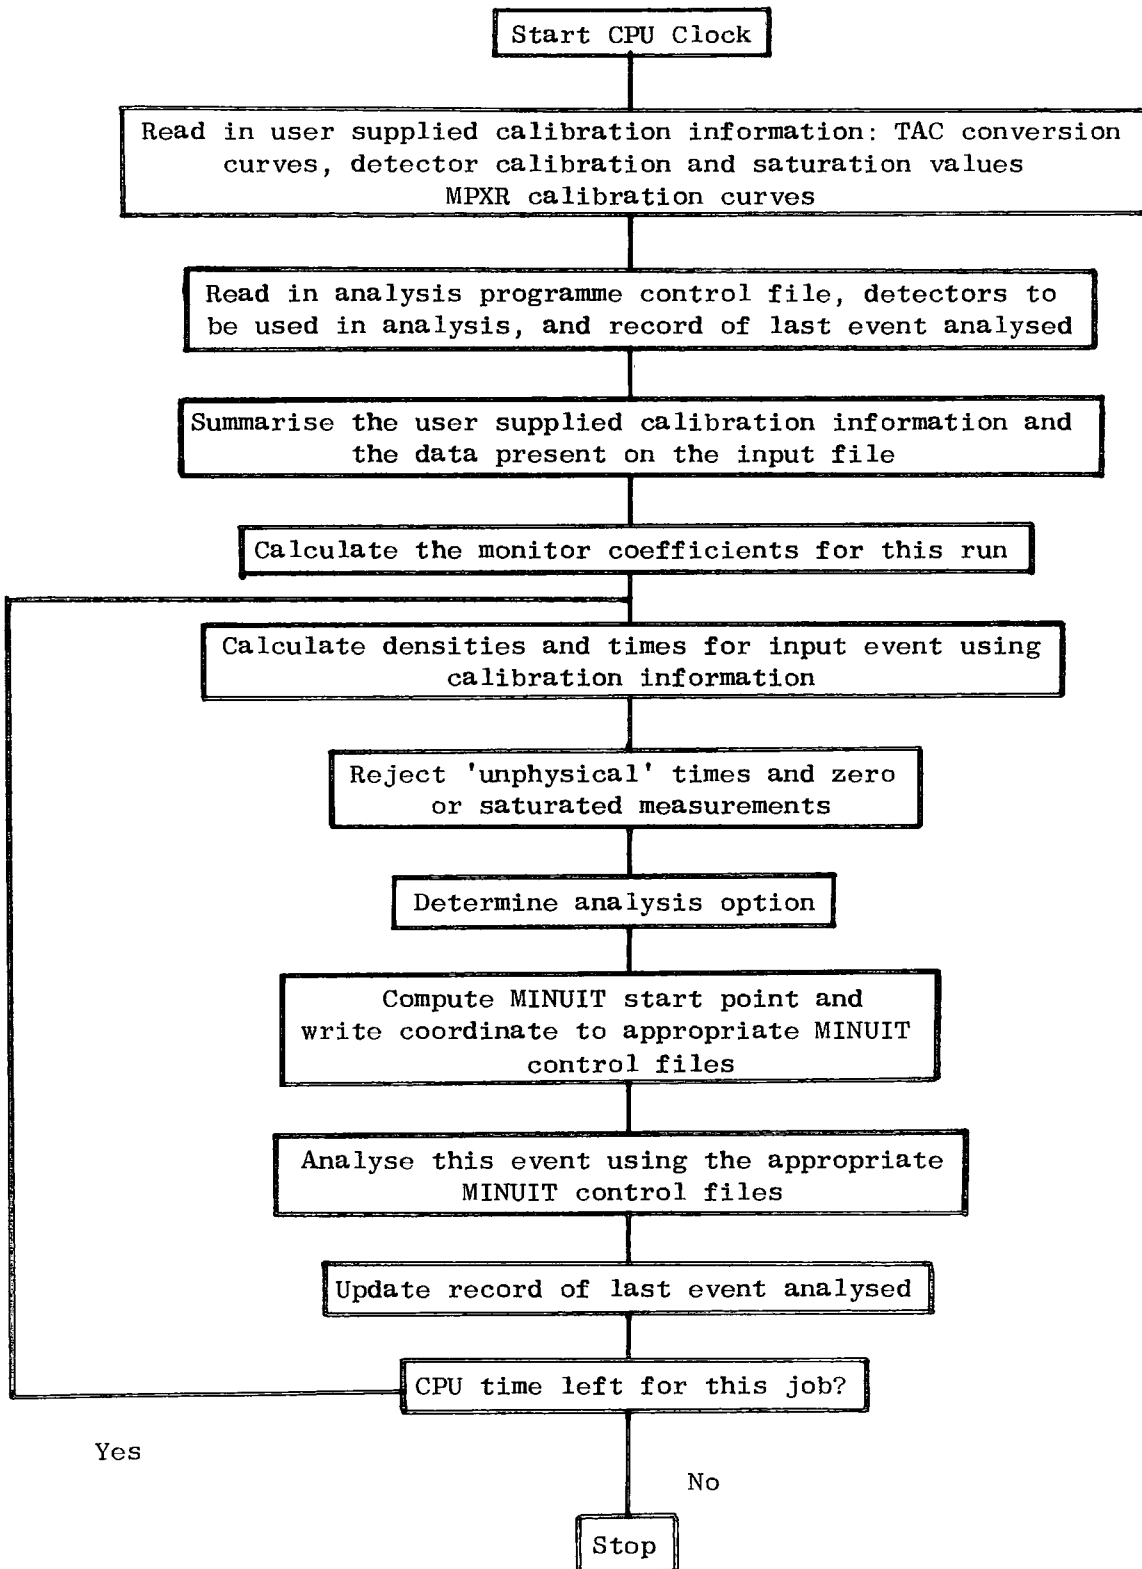 Start CPU Clock
Read in user supplied calibration information: TAC conversion
curves, detector calibration and saturation values
MPXR calibration curves
Read in analysis programme control file, detectors to
be used in analysis, and record of last event analysed
Summarise the user supplied calibration information and
the data present on the input file
Calculate the monitor coefficients for this run
Calculate densities and times for input event using
calibration information
Reject 'unphysical' times and zero
or saturated measurements
Determine analysis option
Compute MINUIT start point and
write coordinate to appropriate MINUIT
control files
Analyse this event using the appropriate
MINUIT control files
Update record of last event analysed
CPU time left for this job?
Yes
No
Stop